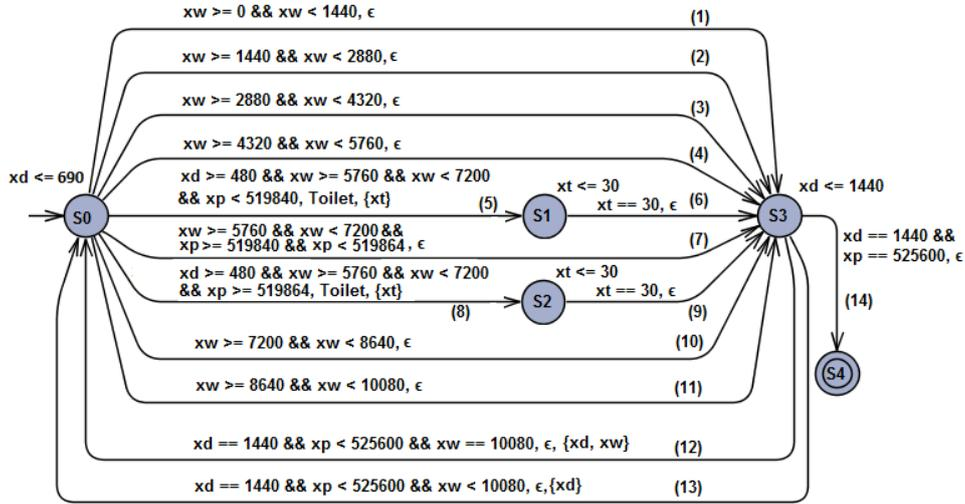 xw >= 0 && xw < 1440, ϵ
(1)
xw >= 1440 && xw < 2880, ϵ
(2)
xw >= 2880 && xw < 4320, ϵ
(3)
xw >= 4320 && xw < 5760, ϵ
(4)
xd <= 690
xd >= 480 && xw >= 5760 && xw < 7200
&& xp < 519840, Toilet, {xt}
(5)
xt <= 30
xt == 30, ϵ
(6)
xd <= 1440
S0
S1
S3
xw >= 5760 && xw < 7200 &&
xp >= 519840 && xp < 519864, ϵ
(7)
xd == 1440 &&
xp == 525600, ϵ
xd >= 480 && xw >= 5760 && xw < 7200
&& xp >= 519864, Toilet, {xt}
(8)
xt <= 30
xt == 30, ϵ
(9)
S2
(14)
xw >= 7200 && xw < 8640, ϵ
(10)
S4
xw >= 8640 && xw < 10080, ϵ
(11)
xd == 1440 && xp < 525600 && xw == 10080, ϵ, {xd, xw}
(12)
xd == 1440 && xp < 525600 && xw < 10080, ϵ,{xd}
(13)